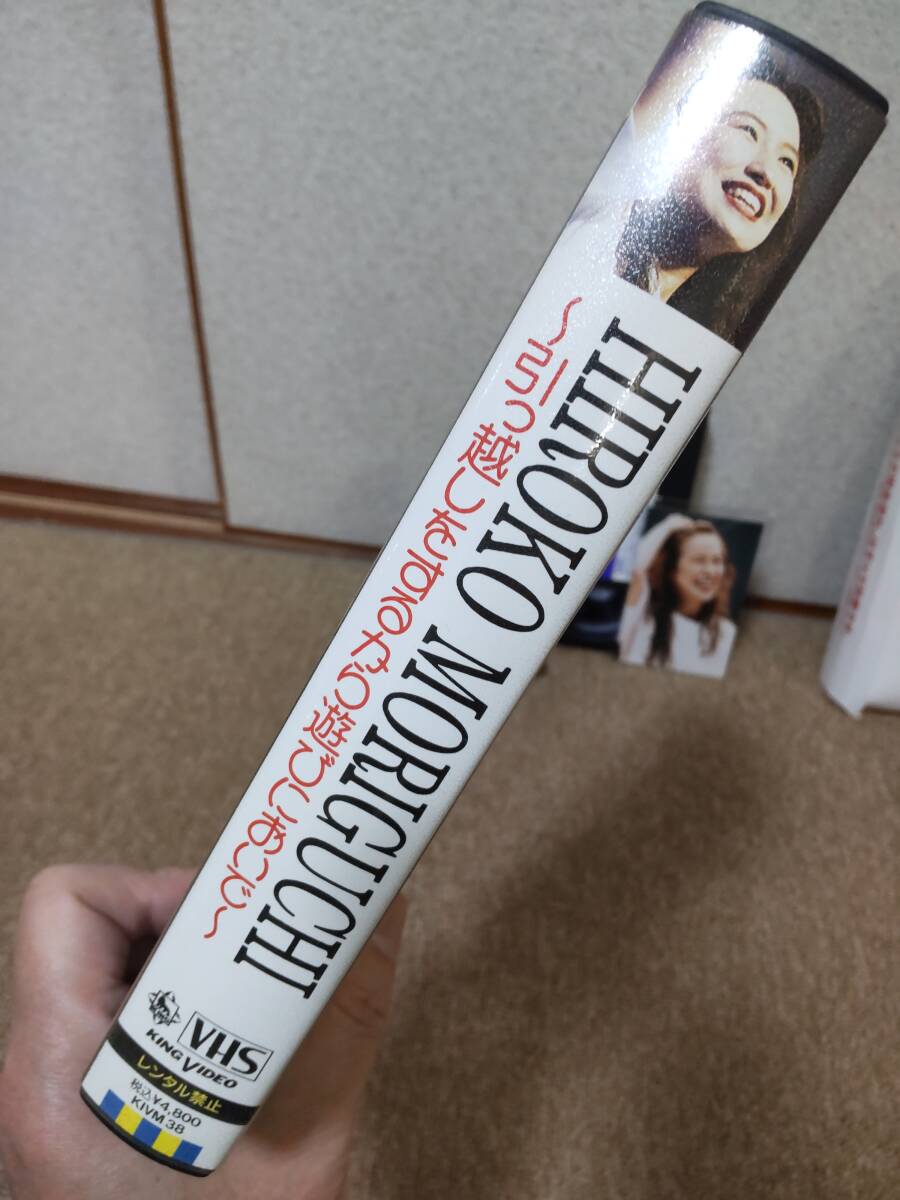 HIROKO MORIGUCHI
〜引っ越しをするから遊びにおいで〜
VHS
KING VIDEO
レンタル禁止
税込¥4,800
KIVM 38